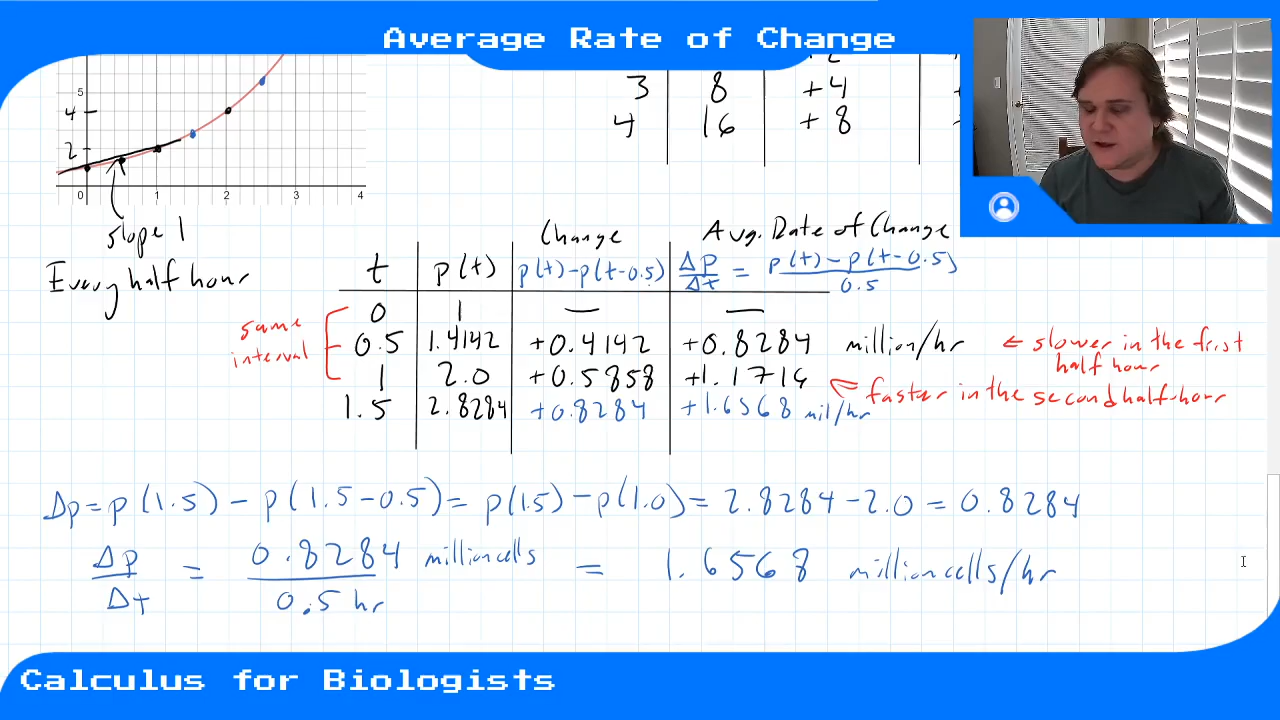 Average Rate of Change
5
4
2
0 1 2 3 4
slope 1
3 8 +4
4 16 +8
Every half hour
Change Avg. Rate of Change
t p(t) p(t)-p(t-0.5) Δp/Δt = p(t)-p(t-0.5)/0.5
0 1 — —
0.5 1.4142 +0.4142 +0.8284 million/hr ← slower in the first half hour
1 2.0 +0.5858 +1.1716 ← faster in the second half-hour
1.5 2.8284 +0.8284 +1.6568 mil/hr
same
interval
Δp = p(1.5) - p(1.5-0.5) = p(1.5) - p(1.0) = 2.8284 - 2.0 = 0.8284
Δp/Δt = 0.8284 million cells / 0.5 hr = 1.6568 million cells/hr
Calculus for Biologists